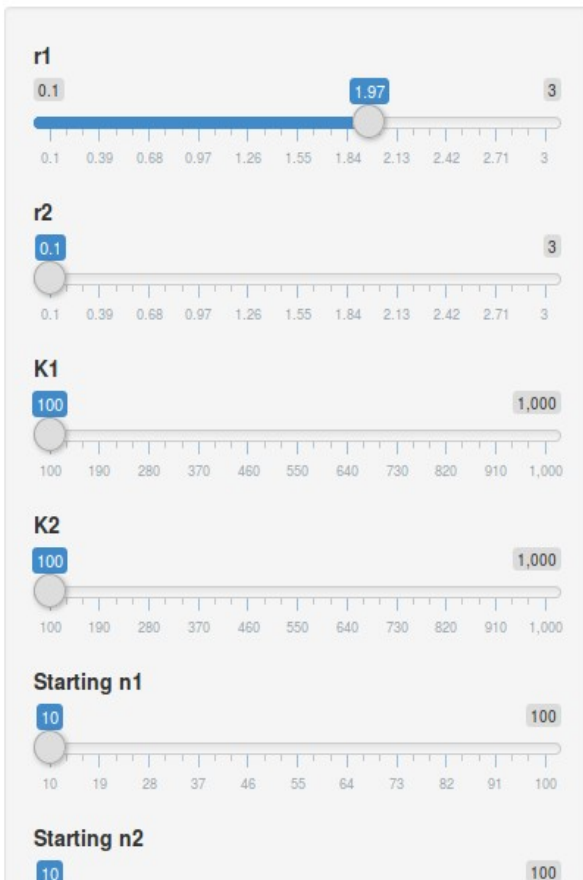 r1
0.1 1.97 3
0.1 0.39 0.68 0.97 1.26 1.55 1.84 2.13 2.42 2.71 3
r2
0.1 3
0.1 0.39 0.68 0.97 1.26 1.55 1.84 2.13 2.42 2.71 3
K1
100 1,000
100 190 280 370 460 550 640 730 820 910 1,000
K2
100 1,000
100 190 280 370 460 550 640 730 820 910 1,000
Starting n1
10 100
10 19 28 37 46 55 64 73 82 91 100
Starting n2
10 100